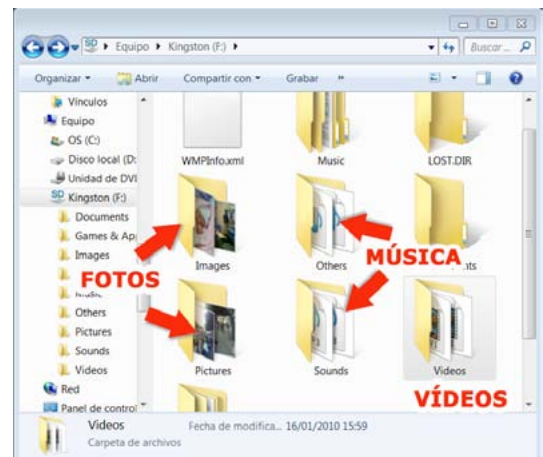 Equipo Kingston (F:) Buscar ...
Organizar Abrir Compartir con Grabar »
Vínculos
Equipo
OS (C:)
Disco local (D:
Unidad de DVI
Kingston (F:)
Documents
Games & Ap
Images
Music
Others
Pictures
Sounds
Videos
Red
Panel de control
WMPInfo.xml Music LOST.DIR
Images Others
FOTOS MÚSICA
Pictures Sounds Videos
VÍDEOS
Videos Fecha de modifica... 16/01/2010 15:59
Carpeta de archivos